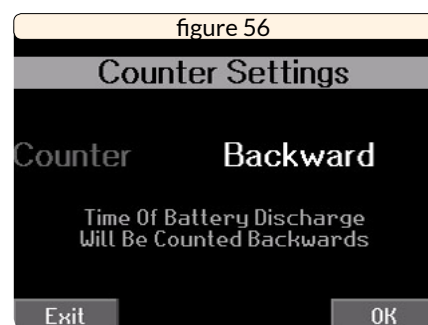 figure 56
Counter Settings
Counter Backward
Time Of Battery Discharge
Will Be Counted Backwards
Exit OK